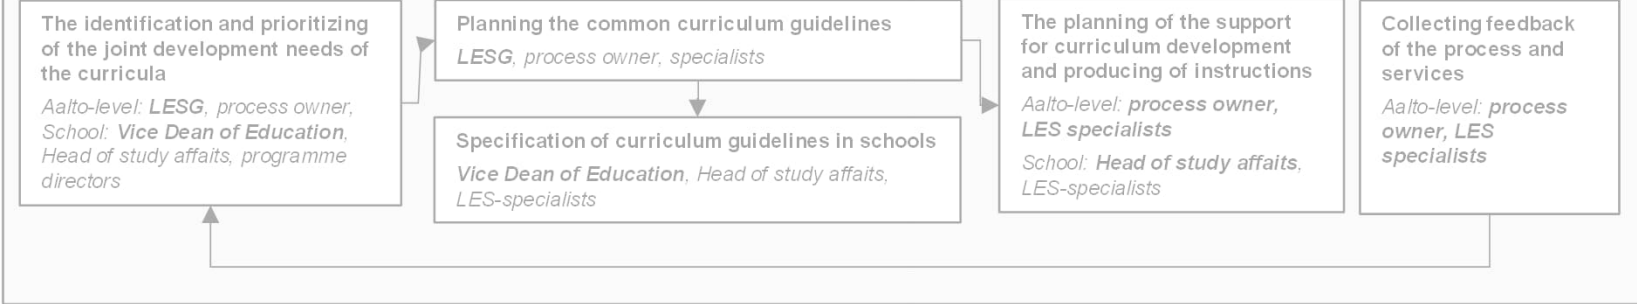 The identification and prioritizing
of the joint development needs of
the curricula
Aalto-level: LESG, process owner,
School: Vice Dean of Education,
Head of study affaits, programme
directors
Planning the common curriculum guidelines
LESG, process owner, specialists
Specification of curriculum guidelines in schools
Vice Dean of Education, Head of study affaits,
LES-specialists
The planning of the support
for curriculum development
and producing of instructions
Aalto-level: process owner,
LES specialists
School: Head of study affaits,
LES-specialists
Collecting feedback
of the process and
services
Aalto-level: process
owner, LES
specialists